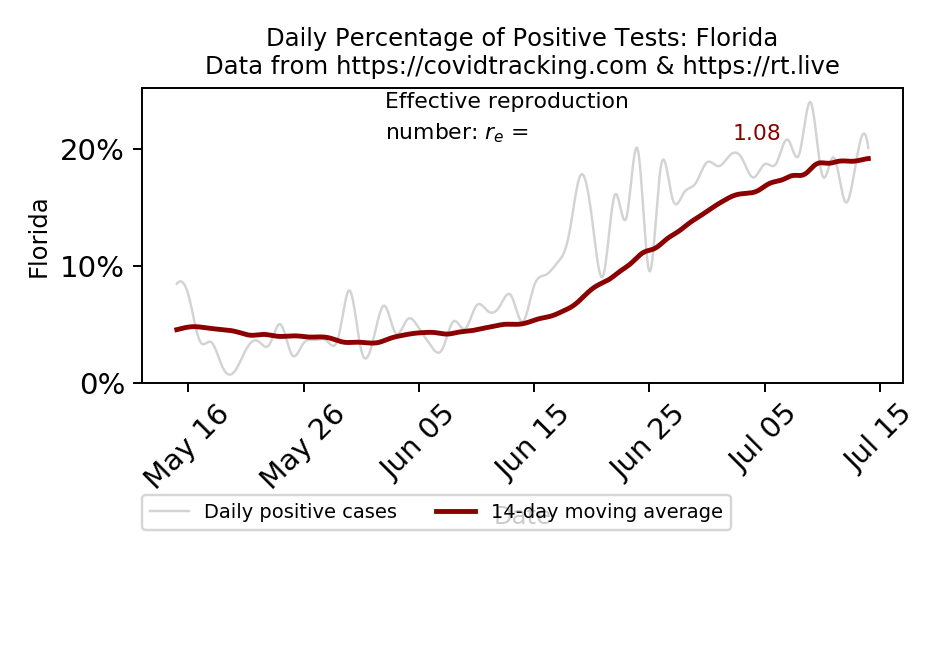 Daily Percentage of Positive Tests: Florida
Data from https://covidtracking.com & https://rt.live
Effective reproduction
number: rₑ = 1.08
Florida
20%
10%
0%
May 16 May 26 Jun 05 Jun 15 Jun 25 Jul 05 Jul 15
Date
Daily positive cases 14-day moving average